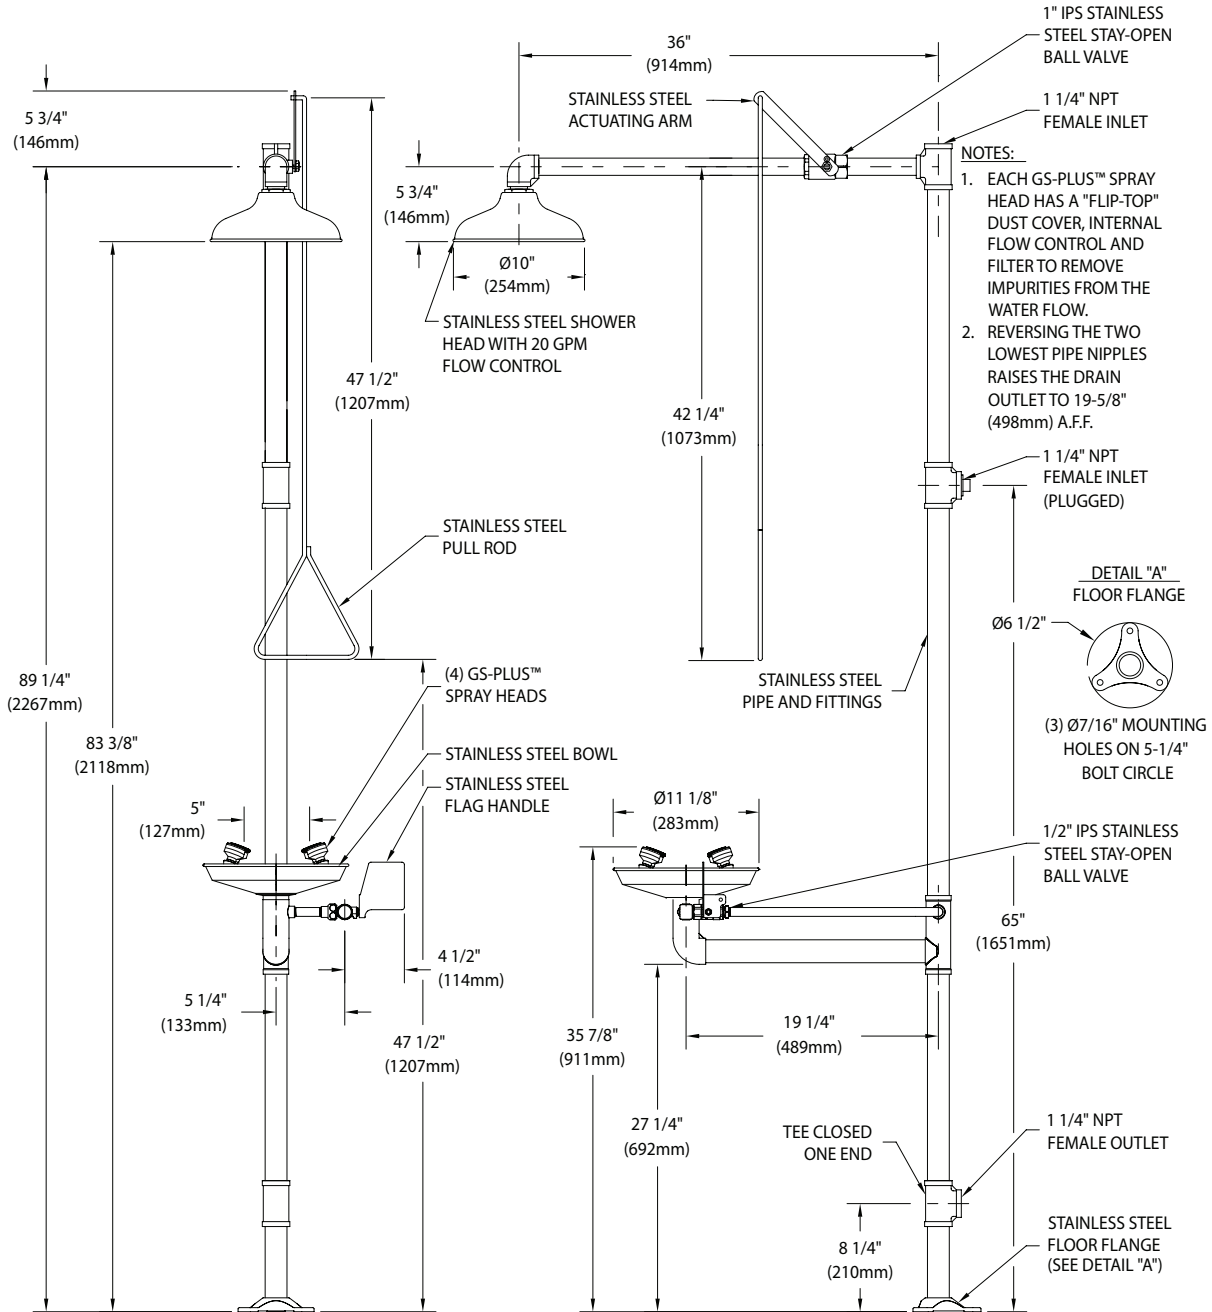 1" IPS STAINLESS
STEEL STAY-OPEN
BALL VALVE
36"
(914mm)
STAINLESS STEEL
ACTUATING ARM
1 1/4" NPT
FEMALE INLET
5 3/4"
(146mm)
NOTES:
1. EACH GS-PLUS™ SPRAY
HEAD HAS A "FLIP-TOP"
DUST COVER, INTERNAL
FLOW CONTROL AND
FILTER TO REMOVE
IMPURITIES FROM THE
WATER FLOW.
2. REVERSING THE TWO
LOWEST PIPE NIPPLES
RAISES THE DRAIN
OUTLET TO 19-5/8"
(498mm) A.F.F.
5 3/4"
(146mm)
Ø10"
(254mm)
STAINLESS STEEL SHOWER
HEAD WITH 20 GPM
FLOW CONTROL
47 1/2"
(1207mm)
42 1/4"
(1073mm)
1 1/4" NPT
FEMALE INLET
(PLUGGED)
STAINLESS STEEL
PULL ROD
DETAIL "A"
FLOOR FLANGE
Ø6 1/2"
(3) Ø7/16" MOUNTING
HOLES ON 5-1/4"
BOLT CIRCLE
89 1/4"
(2267mm)
(4) GS-PLUS™
SPRAY HEADS
STAINLESS STEEL
PIPE AND FITTINGS
83 3/8"
(2118mm)
STAINLESS STEEL BOWL
STAINLESS STEEL
FLAG HANDLE
5"
(127mm)
Ø11 1/8"
(283mm)
1/2" IPS STAINLESS
STEEL STAY-OPEN
BALL VALVE
65"
(1651mm)
4 1/2"
(114mm)
5 1/4"
(133mm)
47 1/2"
(1207mm)
35 7/8"
(911mm)
19 1/4"
(489mm)
27 1/4"
(692mm)
TEE CLOSED
ONE END
1 1/4" NPT
FEMALE OUTLET
8 1/4"
(210mm)
STAINLESS STEEL
FLOOR FLANGE
(SEE DETAIL "A")